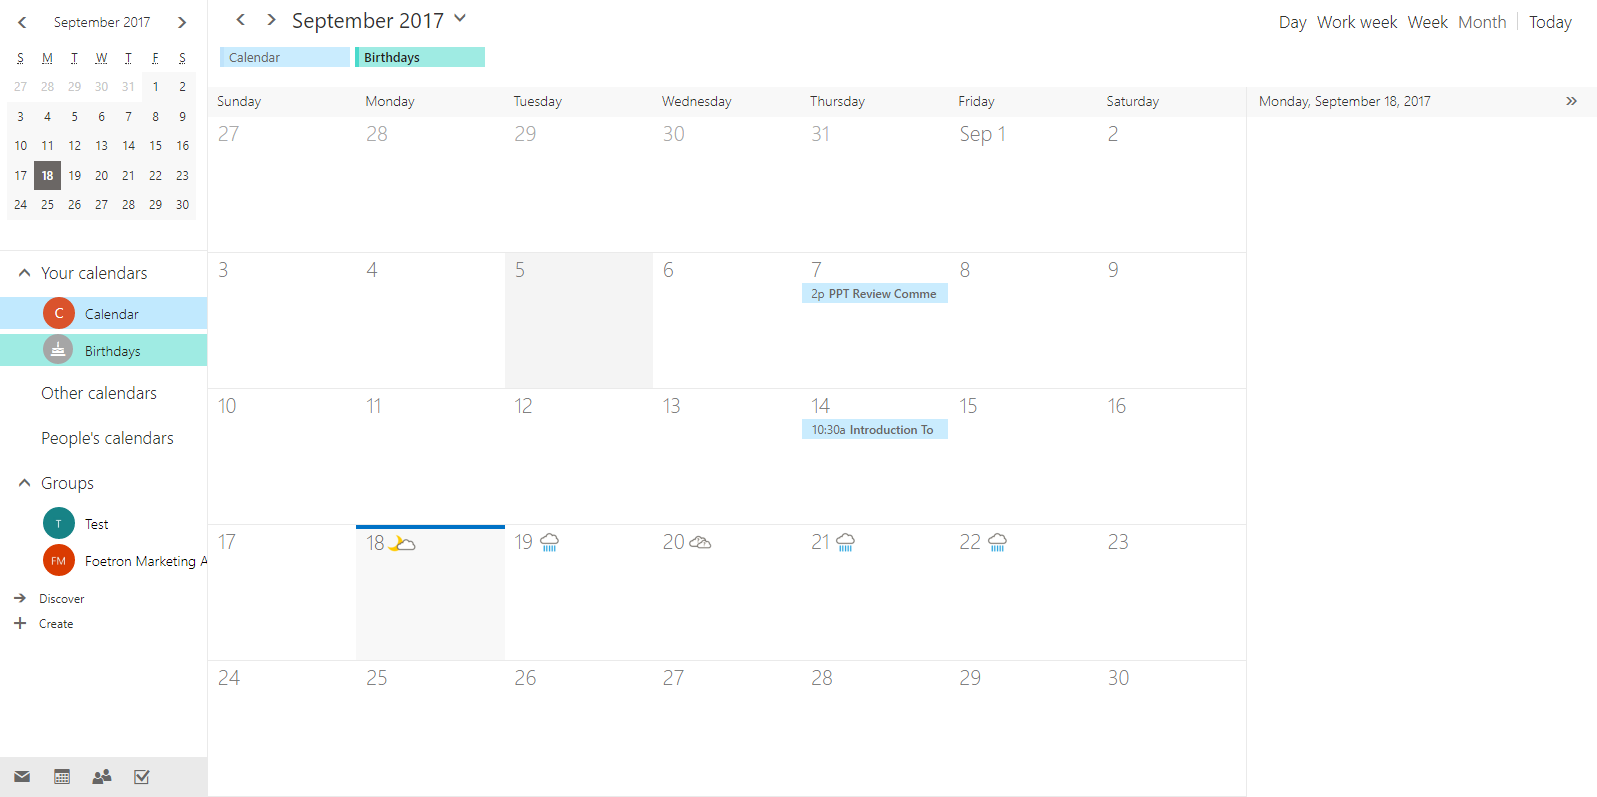 September 2017
S M T W T F S
27 28 29 30 31 1 2
3 4 5 6 7 8 9
10 11 12 13 14 15 16
17 18 19 20 21 22 23
24 25 26 27 28 29 30
Your calendars
C Calendar
Birthdays
Other calendars
People's calendars
Groups
T Test
FM Foetron Marketing A
Discover
Create
September 2017
Day Work week Week Month Today
Calendar Birthdays
Sunday Monday Tuesday Wednesday Thursday Friday Saturday
27 28 29 30 31 Sep 1 2
3 4 5 6 7 8 9
2p PPT Review Comme
10 11 12 13 14 15 16
10:30a Introduction To
17 18 19 20 21 22 23
24 25 26 27 28 29 30
Monday, September 18, 2017